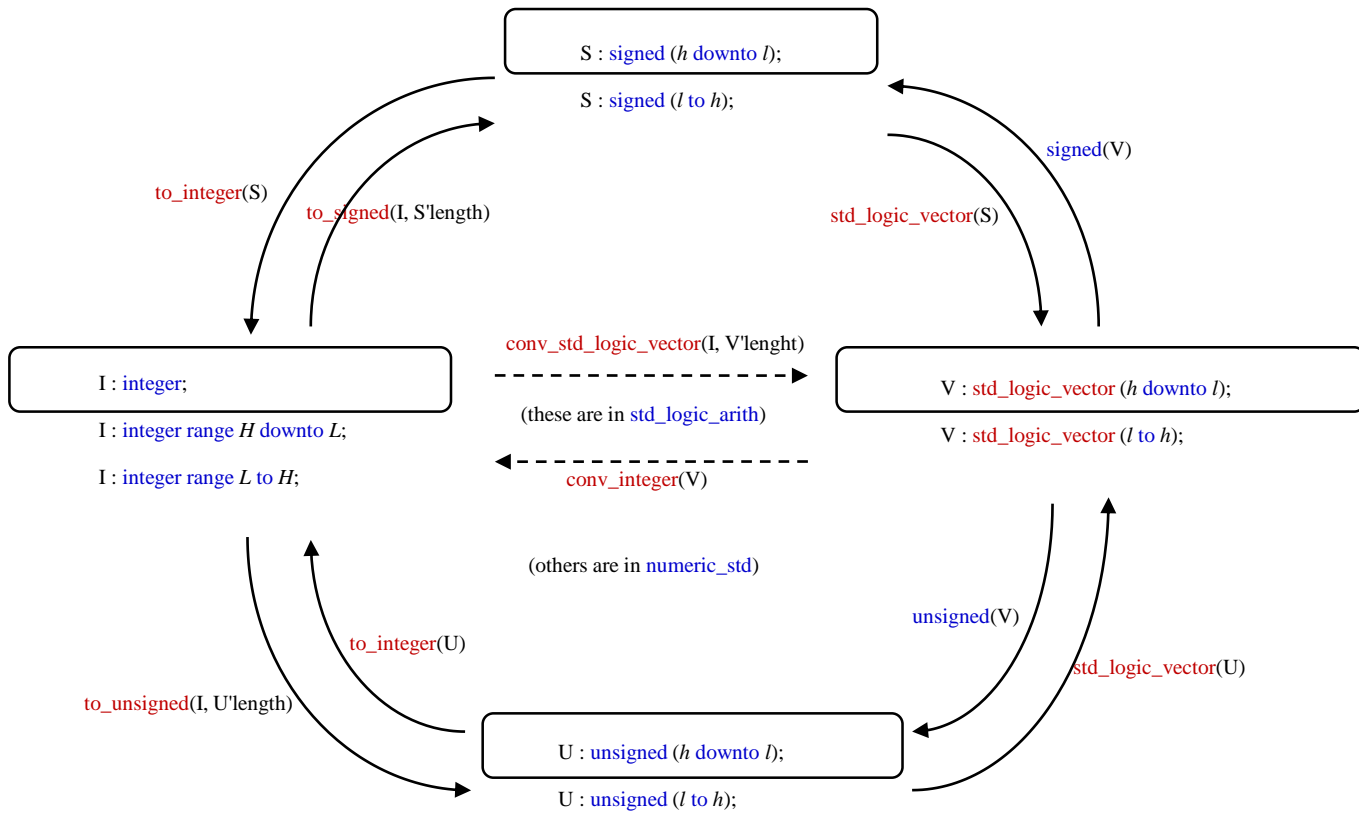 S : signed (h downto l);
S : signed (l to h);
signed(V)
to_integer(S)
to_signed(I, S'length)
std_logic_vector(S)
conv_std_logic_vector(I, V'lenght)
I : integer;
V : std_logic_vector (h downto l);
(these are in std_logic_arith)
I : integer range H downto L;
V : std_logic_vector (l to h);
I : integer range L to H;
conv_integer(V)
(others are in numeric_std)
unsigned(V)
to_integer(U)
std_logic_vector(U)
to_unsigned(I, U'length)
U : unsigned (h downto l);
U : unsigned (l to h);